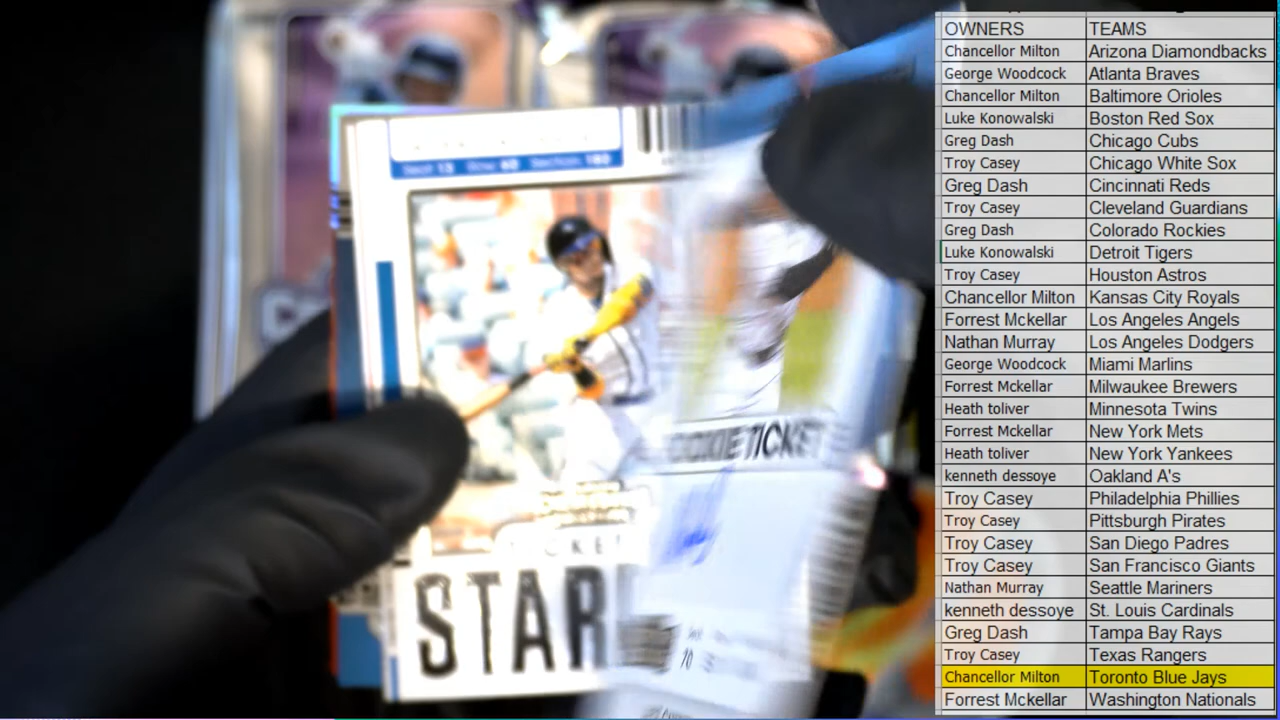 OWNERS TEAMS
Chancellor Milton Arizona Diamondbacks
George Woodcock Atlanta Braves
Chancellor Milton Baltimore Orioles
Luke Konowalski Boston Red Sox
Greg Dash Chicago Cubs
Troy Casey Chicago White Sox
Greg Dash Cincinnati Reds
Troy Casey Cleveland Guardians
Greg Dash Colorado Rockies
Luke Konowalski Detroit Tigers
Troy Casey Houston Astros
Chancellor Milton Kansas City Royals
Forrest Mckellar Los Angeles Angels
Nathan Murray Los Angeles Dodgers
George Woodcock Miami Marlins
Forrest Mckellar Milwaukee Brewers
Heath toliver Minnesota Twins
Forrest Mckellar New York Mets
Heath toliver New York Yankees
kenneth dessoye Oakland A's
Troy Casey Philadelphia Phillies
Troy Casey Pittsburgh Pirates
Troy Casey San Diego Padres
Troy Casey San Francisco Giants
Nathan Murray Seattle Mariners
kenneth dessoye St. Louis Cardinals
Greg Dash Tampa Bay Rays
Troy Casey Texas Rangers
Chancellor Milton Toronto Blue Jays
Forrest Mckellar Washington Nationals
OOKIE TICKET
STAR